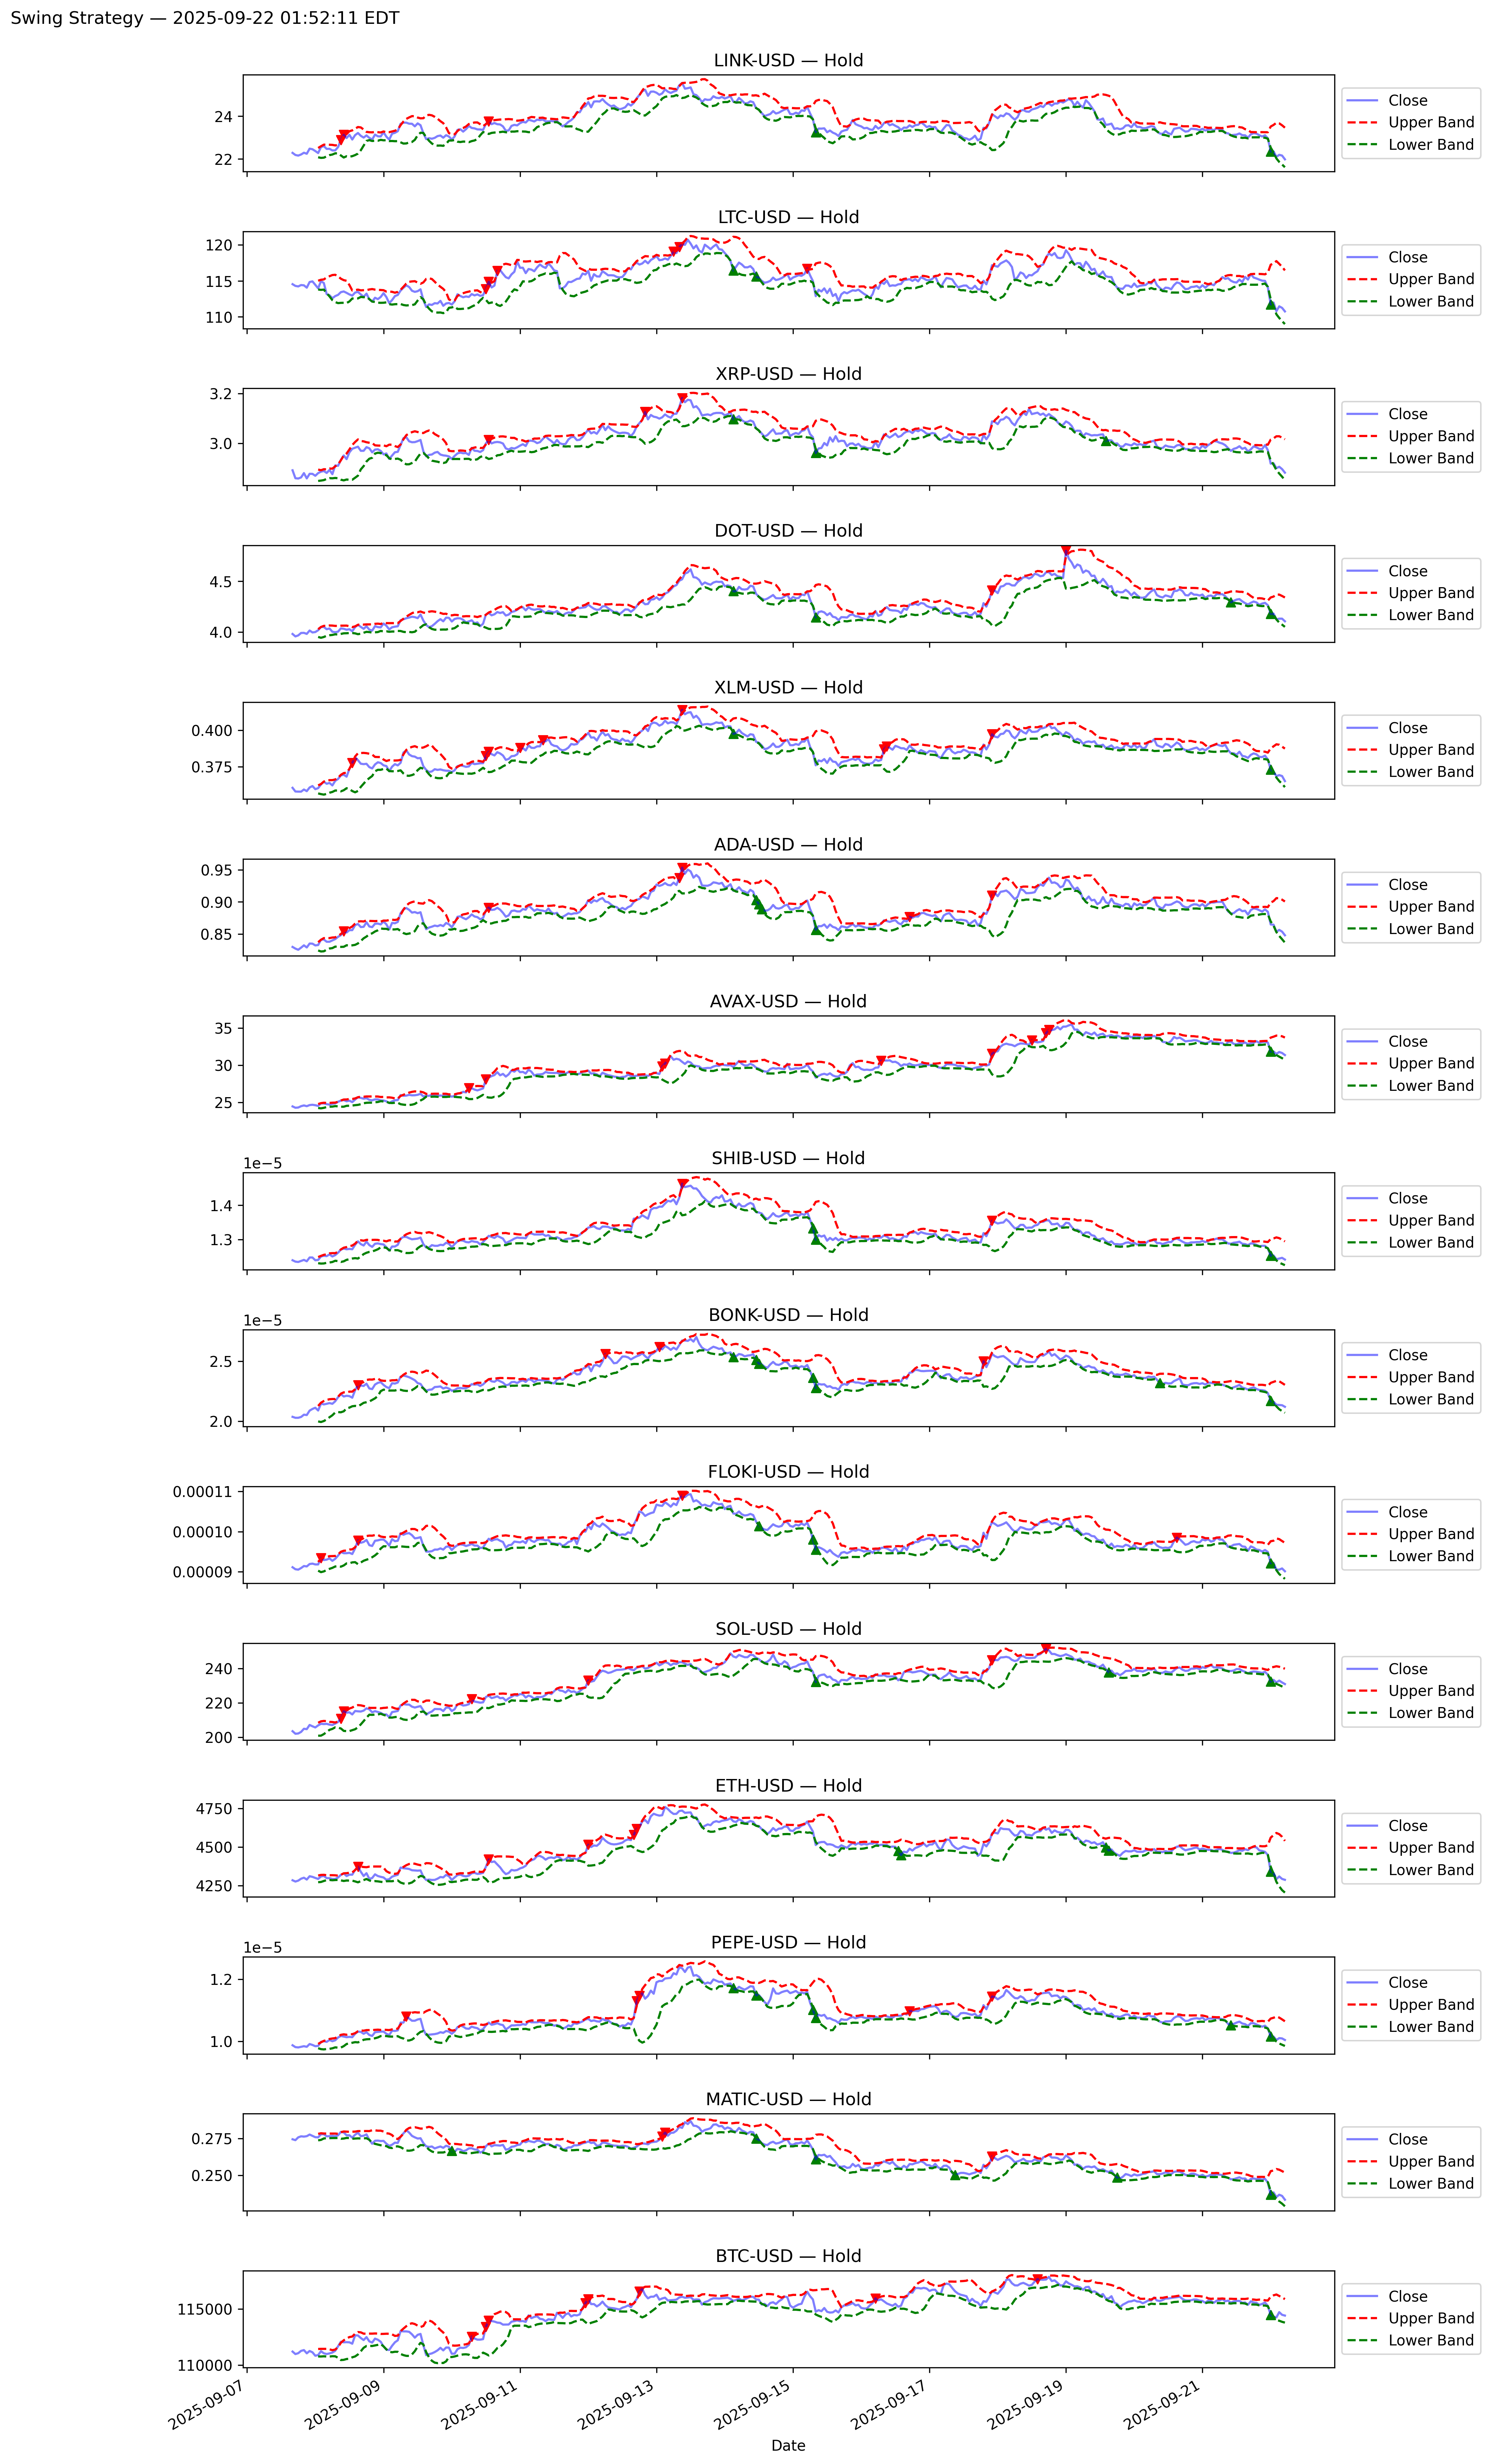 Swing Strategy — 2025-09-22 01:52:11 EDT
LINK-USD — Hold
24
22
Close
Upper Band
Lower Band
LTC-USD — Hold
120
115
110
Close
Upper Band
Lower Band
XRP-USD — Hold
3.2
3.0
Close
Upper Band
Lower Band
DOT-USD — Hold
4.5
4.0
Close
Upper Band
Lower Band
XLM-USD — Hold
0.400
0.375
Close
Upper Band
Lower Band
ADA-USD — Hold
0.95
0.90
0.85
Close
Upper Band
Lower Band
AVAX-USD — Hold
35
30
25
Close
Upper Band
Lower Band
SHIB-USD — Hold
1e−5
1.4
1.3
Close
Upper Band
Lower Band
BONK-USD — Hold
1e−5
2.5
2.0
Close
Upper Band
Lower Band
FLOKI-USD — Hold
0.00011
0.00010
0.00009
Close
Upper Band
Lower Band
SOL-USD — Hold
240
220
200
Close
Upper Band
Lower Band
ETH-USD — Hold
4750
4500
4250
Close
Upper Band
Lower Band
PEPE-USD — Hold
1e−5
1.2
1.0
Close
Upper Band
Lower Band
MATIC-USD — Hold
0.275
0.250
Close
Upper Band
Lower Band
BTC-USD — Hold
115000
110000
Close
Upper Band
Lower Band
2025-09-07
2025-09-09
2025-09-11
2025-09-13
2025-09-15
2025-09-17
2025-09-19
2025-09-21
Date